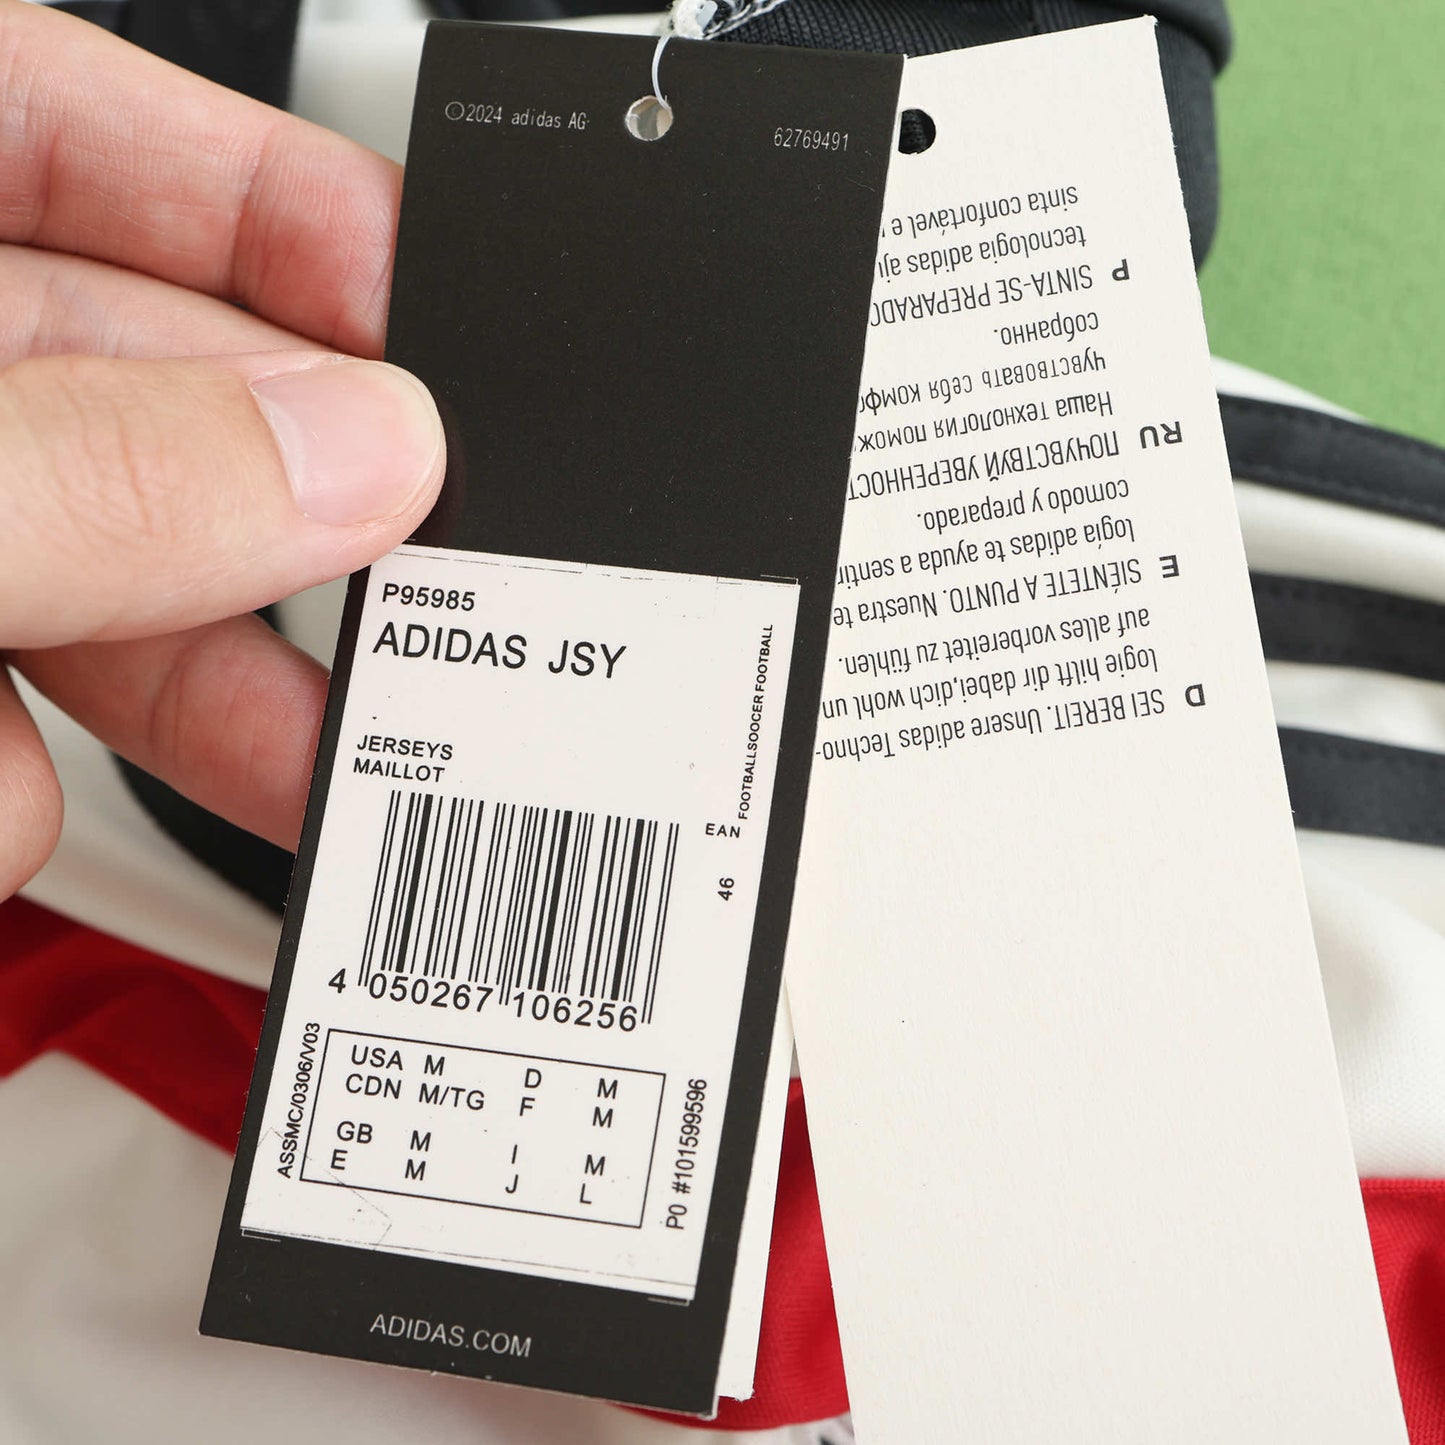 ©2024 adidas AG
62769491
P95985
ADIDAS JSY
JERSEYS
MAILLOT
FOOTBALLSOCCER FOOTBALL
EAN
46
4 050267 106256
ASSMC/0306/V03
USA M D M
CDN M/TG F M
GB M I M
E M J L
PO #101599596
ADIDAS.COM
D SEI BEREIT. Unsere adidas Techno-
logie hilft dir dabei,dich wohl un
auf alles vorbereitet zu fühlen.
E SIÉNTETE A PUNTO. Nuestra te
logía adidas te ayuda a sentir
comodo y preparado.
RU ПОЧУВСТВУЙ УВЕРЕННОСТ
Наша технология помож
чувствовать себя комф
собранно.
P SINTA-SE PREPARADO
tecnologia adidas aju
sinta confortável e